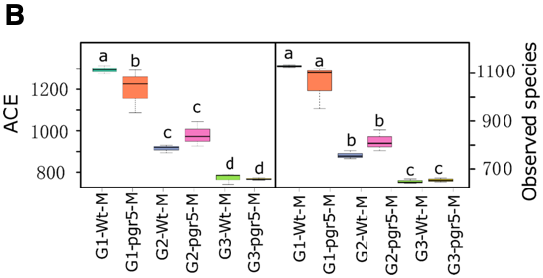 B
a b c c d d
a a b b c c
ACE
1200
1000
800
1100
900
700
Observed species
G1-Wt-M
G1-pgr5-M
G2-Wt-M
G2-pgr5-M
G3-Wt-M
G3-pgr5-M
G1-Wt-M
G1-pgr5-M
G2-Wt-M
G2-pgr5-M
G3-Wt-M
G3-pgr5-M